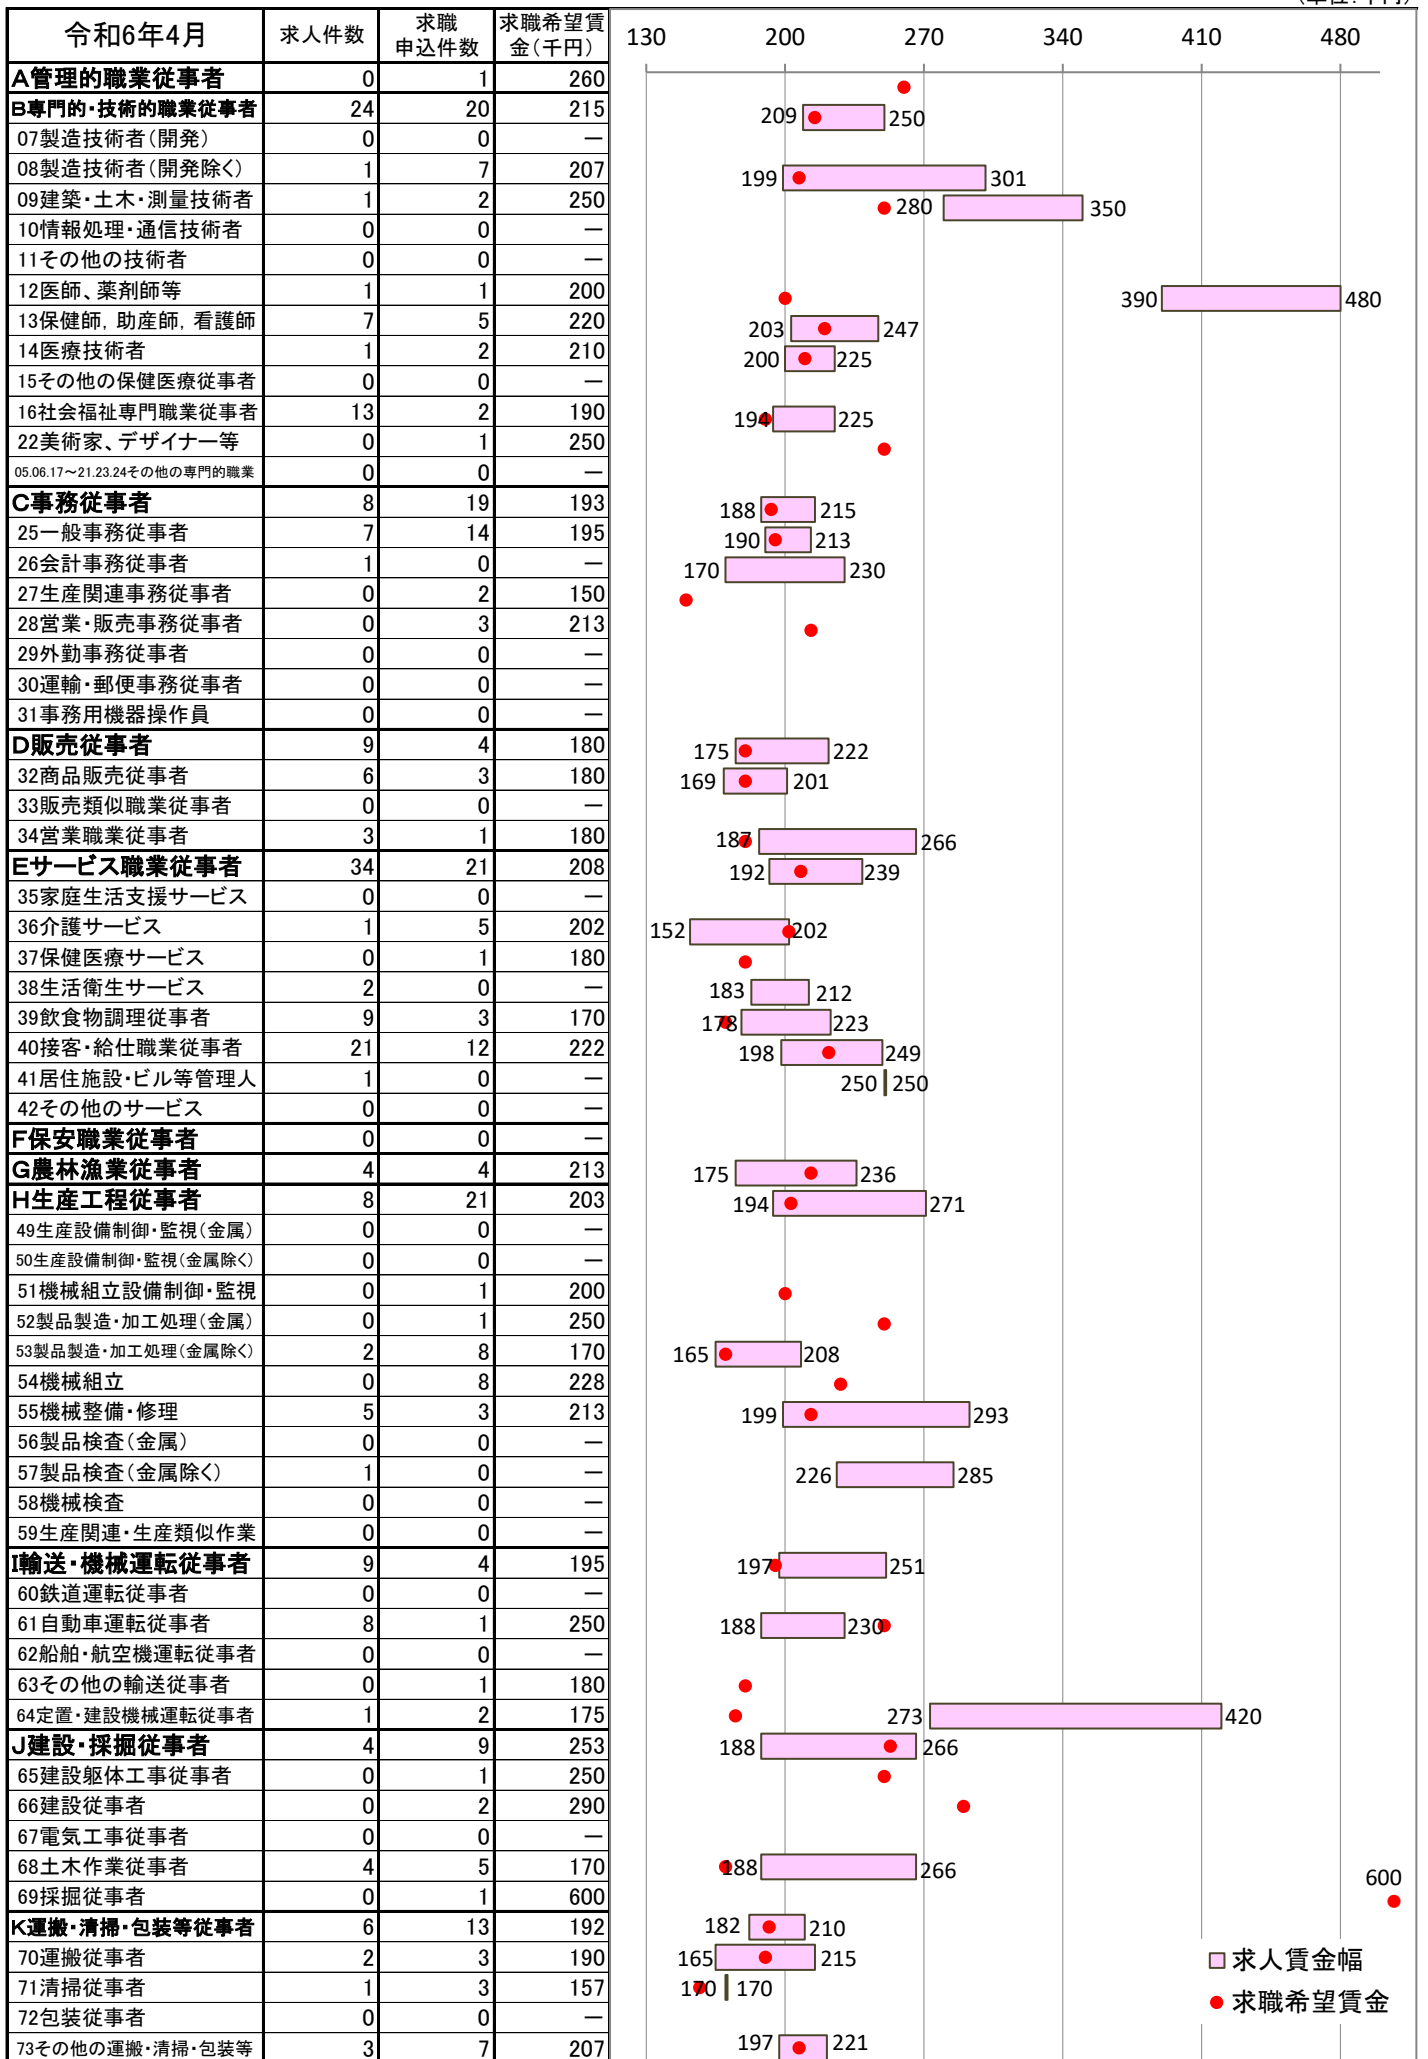 令和6年4月 求人件数 求職申込件数 求職希望賃金(千円) 130 200 270 340 410 480
A管理的職業従事者 0 1 260
B専門的・技術的職業従事者 24 20 215 209 250
07製造技術者(開発) 0 0 —
08製造技術者(開発除く) 1 7 207 199 301
09建築・土木・測量技術者 1 2 250 280 350
10情報処理・通信技術者 0 0 —
11その他の技術者 0 0 —
12医師、薬剤師等 1 1 200 390 480
13保健師,助産師,看護師 7 5 220 203 247
14医療技術者 1 2 210 200 225
15その他の保健医療従事者 0 0 —
16社会福祉専門職業従事者 13 2 190 194 225
22美術家、デザイナー等 0 1 250
05.06.17～21.23.24その他の専門的職業 0 0 —
C事務従事者 8 19 193 188 215
25一般事務従事者 7 14 195 190 213
26会計事務従事者 1 0 — 170 230
27生産関連事務従事者 0 2 150
28営業・販売事務従事者 0 3 213
29外勤事務従事者 0 0 —
30運輸・郵便事務従事者 0 0 —
31事務用機器操作員 0 0 —
D販売従事者 9 4 180 175 222
32商品販売従事者 6 3 180 169 201
33販売類似職業従事者 0 0 —
34営業職業従事者 3 1 180 187 266
Eサービス職業従事者 34 21 208 192 239
35家庭生活支援サービス 0 0 —
36介護サービス 1 5 202 152 202
37保健医療サービス 0 1 180
38生活衛生サービス 2 0 — 183 212
39飲食物調理従事者 9 3 170 178 223
40接客・給仕職業従事者 21 12 222 198 249
41居住施設・ビル等管理人 1 0 — 250 250
42その他のサービス 0 0 —
F保安職業従事者 0 0 —
G農林漁業従事者 4 4 213 175 236
H生産工程従事者 8 21 203 194 271
49生産設備制御・監視(金属) 0 0 —
50生産設備制御・監視(金属除く) 0 0 —
51機械組立設備制御・監視 0 1 200
52製品製造・加工処理(金属) 0 1 250
53製品製造・加工処理(金属除く) 2 8 170 165 208
54機械組立 0 8 228
55機械整備・修理 5 3 213 199 293
56製品検査(金属) 0 0 —
57製品検査(金属除く) 1 0 — 226 285
58機械検査 0 0 —
59生産関連・生産類似作業 0 0 —
I輸送・機械運転従事者 9 4 195 197 251
60鉄道運転従事者 0 0 —
61自動車運転従事者 8 1 250 188 230
62船舶・航空機運転従事者 0 0 —
63その他の輸送従事者 0 1 180
64定置・建設機械運転従事者 1 2 175 273 420
J建設・採掘従事者 4 9 253 188 266
65建設躯体工事従事者 0 1 250
66建設従事者 0 2 290
67電気工事従事者 0 0 —
68土木作業従事者 4 5 170 188 266
69採掘従事者 0 1 600 600
K運搬・清掃・包装等従事者 6 13 192 182 210
70運搬従事者 2 3 190 165 215
求人賃金幅
71清掃従事者 1 3 157 170 170
求職希望賃金
72包装従事者 0 0 —
73その他の運搬・清掃・包装等 3 7 207 197 221